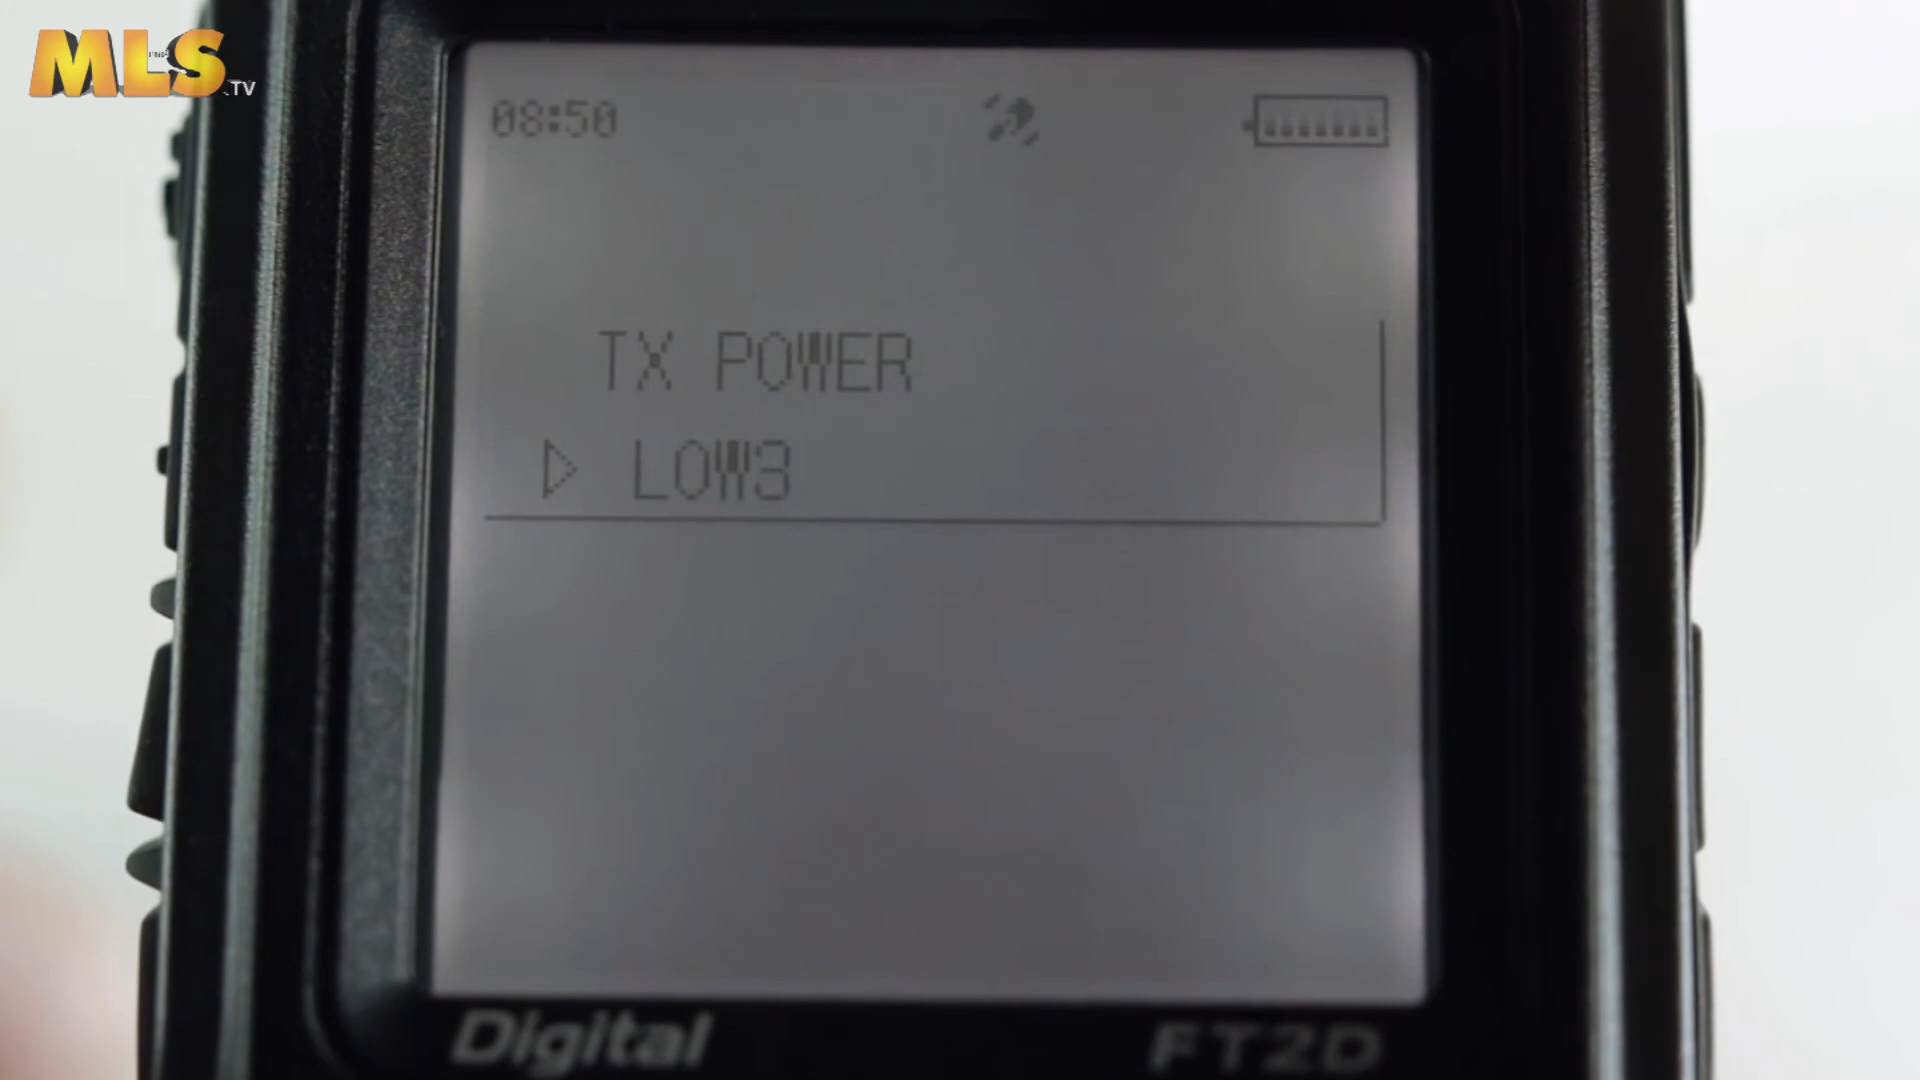 MLS.TV
08:50
TX POWER
▷ LOW3
Digital
FT2D